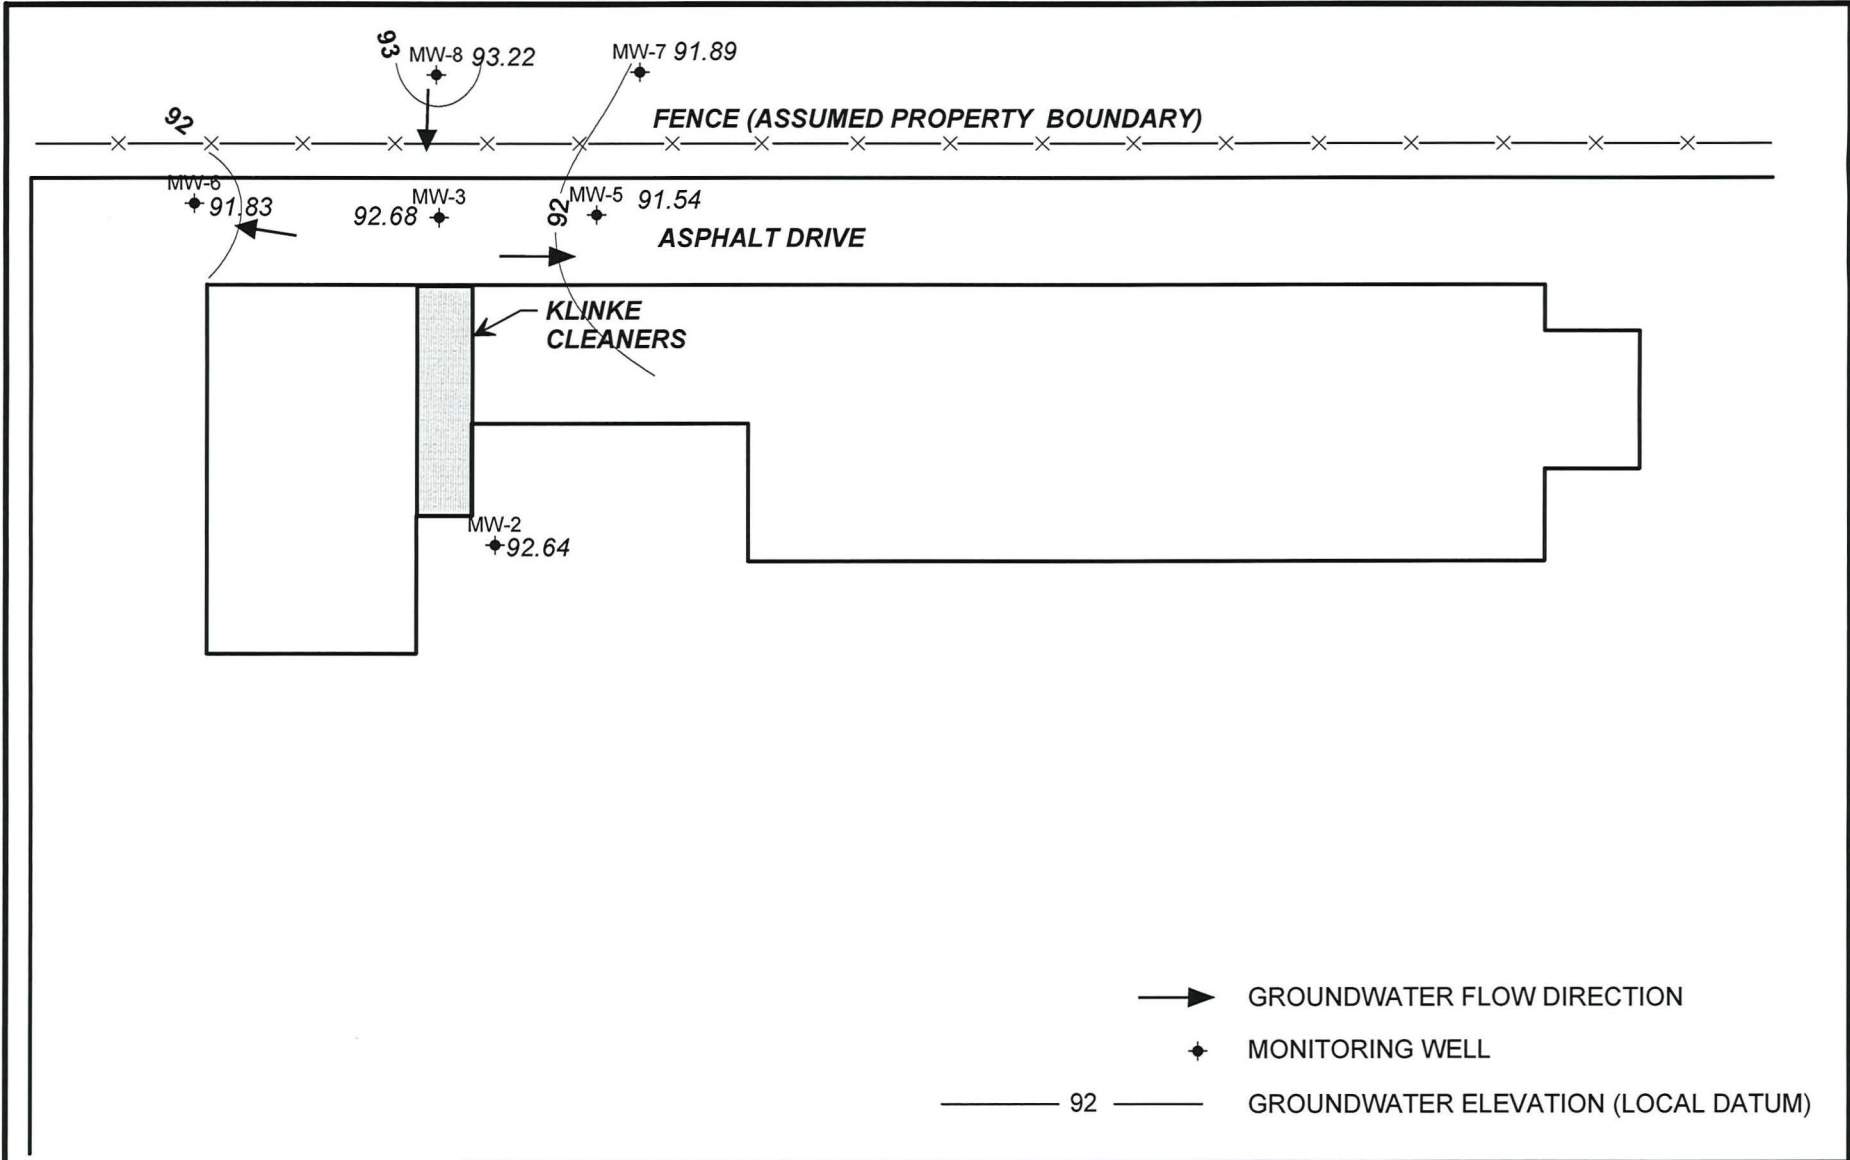 93
MW-8 93.22
MW-7 91.89
92
FENCE (ASSUMED PROPERTY BOUNDARY)
MW-6
91.83
MW-3
92.68
MW-5 91.54
92
ASPHALT DRIVE
KLINKE
CLEANERS
MW-2
92.64
GROUNDWATER FLOW DIRECTION
MONITORING WELL
92 GROUNDWATER ELEVATION (LOCAL DATUM)